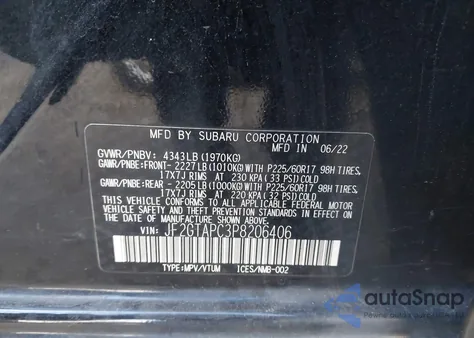 MFD. BY SUBARU CORPORATION
GVWR/PNBV: 4343LB (1970KG) MFD IN 06/22
GAWR/PNBE:FRONT- 2227LB(1010KG)WITH P225/60R17 98H TIRES
17X7J RIMS AT 230 KPA (33 PSI)COLD
GAWR/PNBE:REAR - 2205LB(1000KG)WITH P225/60R17 98H TIRES
17X7J RIMS AT 220 KPA (32 PSI)COLD
THIS VEHICLE CONFORMS TO ALL APPLICABLE
FEDERAL MOTOR VEHICLE SAFETY
STANDARDS IN EFFECT ON THE DATE OF
MANUFACTURE SHOWN ABOVE.
VIN: JF2GTAPC3P8206406
TYPE:MPV/VTUM ICES/NMB-002
autoSnap